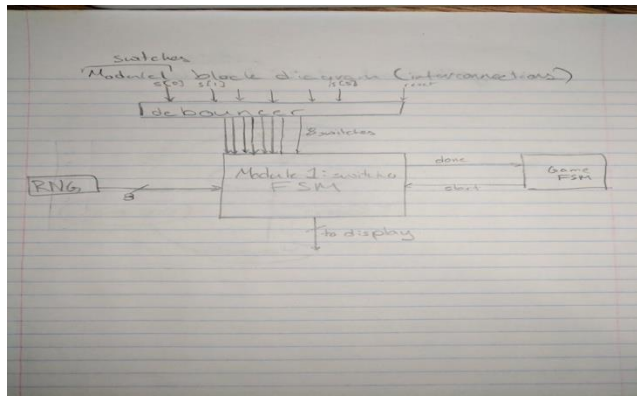 switches
Module 1 block diagram (interconnections)
s[0] s[1]
debouncer
8 switches
RNG
8
Module 1: switches
FSM
done
start
Game
FSM
to display